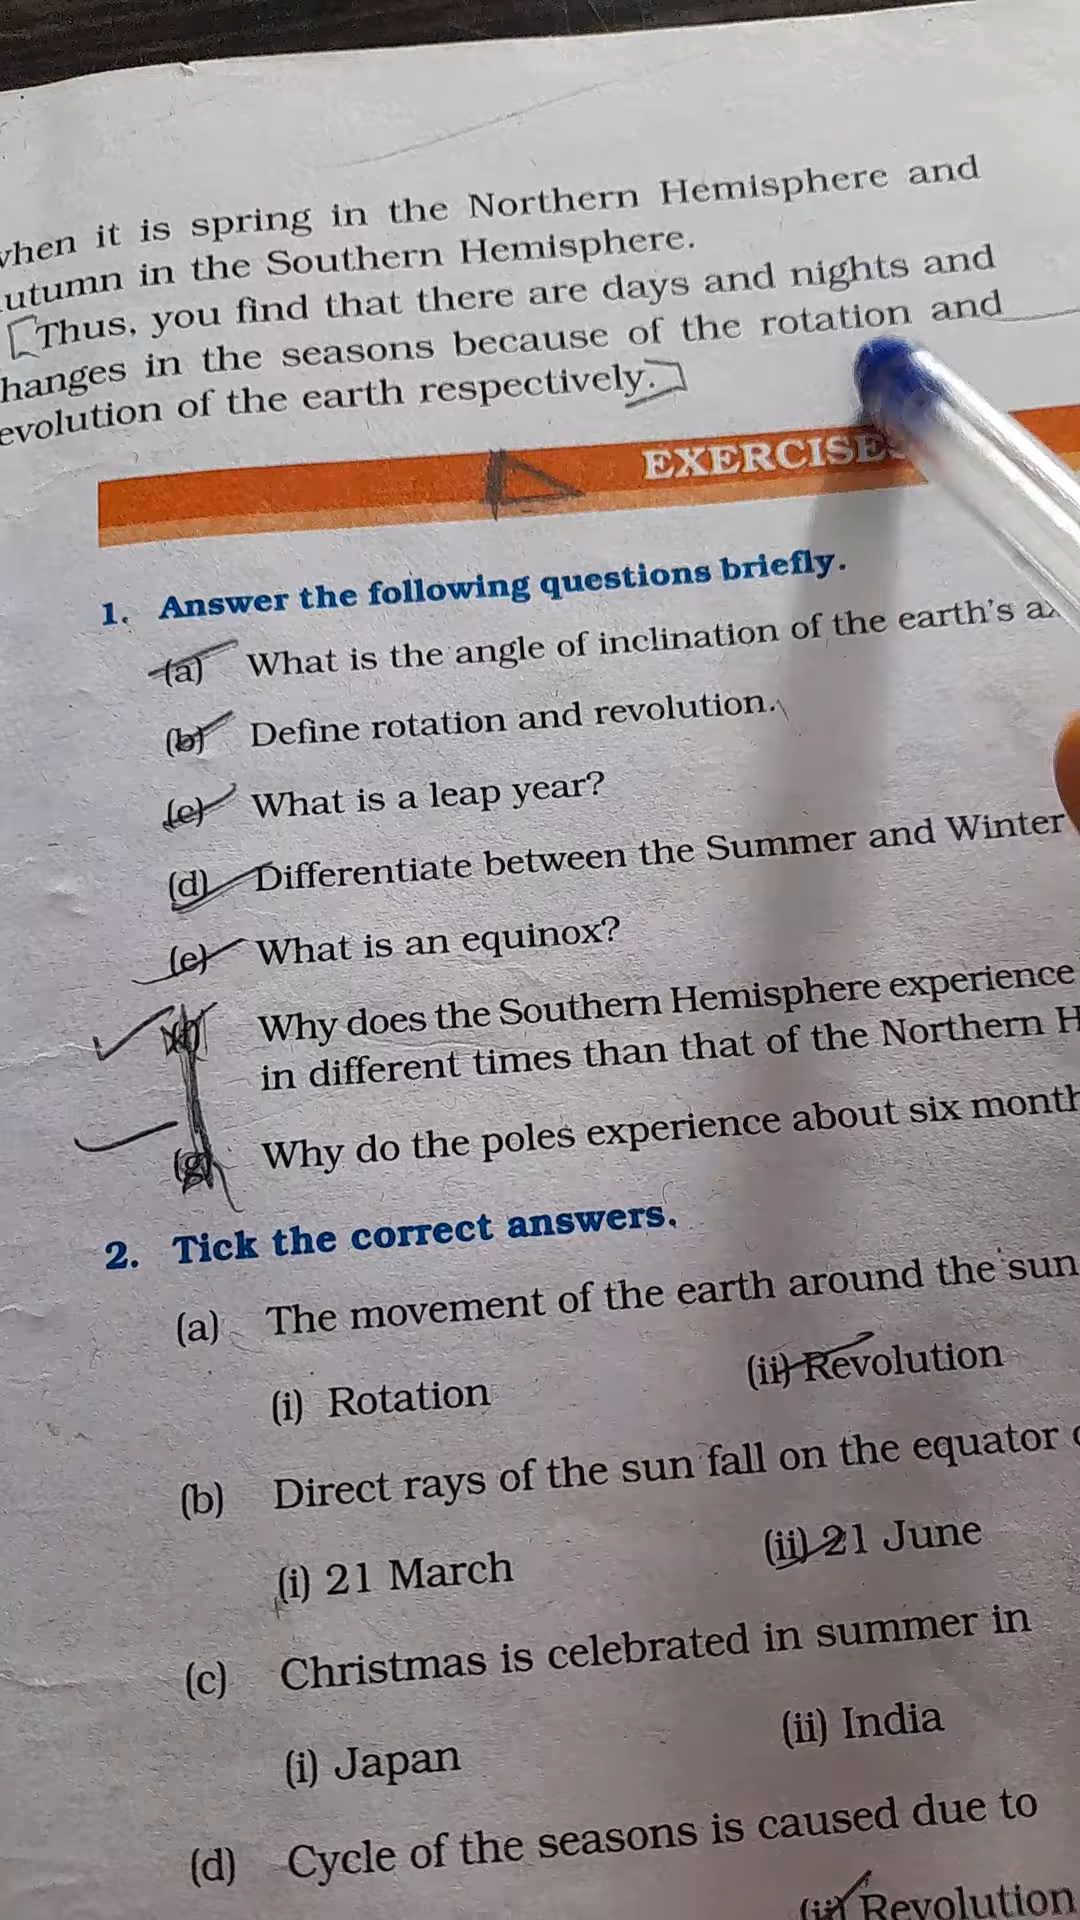 when it is spring in the Northern Hemisphere and
utumn in the Southern Hemisphere.
Thus, you find that there are days and nights and
hanges in the seasons because of the rotation and
evolution of the earth respectively.
EXERCISES
1. Answer the following questions briefly.
(a) What is the angle of inclination of the earth's
(b) Define rotation and revolution.
(c) What is a leap year?
(d) Differentiate between the Summer and Winter
(e) What is an equinox?
Why does the Southern Hemisphere experience
in different times than that of the Northern H
(g) Why do the poles experience about six month
2. Tick the correct answers.
(a) The movement of the earth around the sun
(i) Rotation (ii) Revolution
(b) Direct rays of the sun fall on the equator
(i) 21 March (ii) 21 June
(c) Christmas is celebrated in summer in
(i) Japan (ii) India
(d) Cycle of the seasons is caused due to
(ii) Revolution